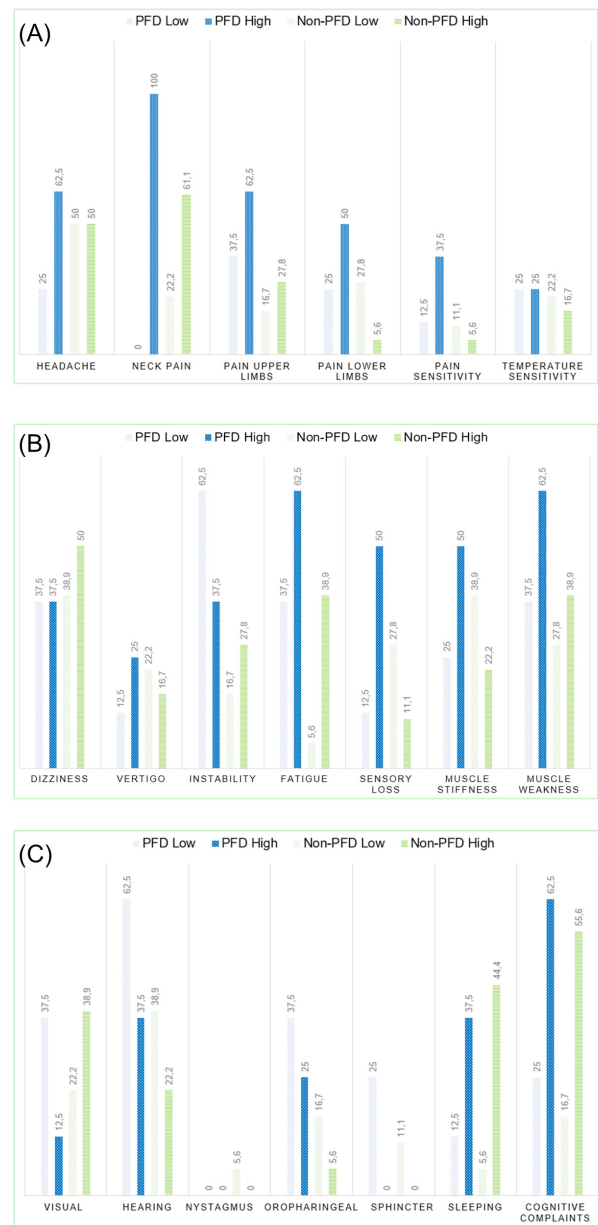 (A)
PFD Low PFD High Non-PFD Low Non-PFD High
25 62,5 50 50
0 100 22,2 61,1
37,5 62,5 16,7 27,8
25 50 27,8 5,6
12,5 37,5 11,1 5,6
25 25 22,2 16,7
HEADACHE NECK PAIN PAIN UPPER PAIN LOWER PAIN TEMPERATURE
LIMBS LIMBS SENSITIVITY SENSITIVITY
(B)
PFD Low PFD High Non-PFD Low Non-PFD High
37,5 37,5 38,9 50
12,5 25 22,2 16,7
62,5 37,5 16,7 27,8
37,5 62,5 5,6 38,9
12,5 50 27,8 11,1
25 50 38,9 22,2
37,5 62,5 27,8 38,9
DIZZINESS VERTIGO INSTABILITY FATIGUE SENSORY MUSCLE MUSCLE
LOSS STIFFNESS WEAKNESS
(C)
PFD Low PFD High Non-PFD Low Non-PFD High
37,5 12,5 22,2 38,9
62,5 37,5 38,9 22,2
0 0 5,6 0
37,5 25 16,7 5,6
25 0 11,1 0
12,5 37,5 5,6 44,4
25 62,5 16,7 55,6
VISUAL HEARING NYSTAGMUS OROPHARINGEAL SPHINCTER SLEEPING COGNITIVE
COMPLAINTS